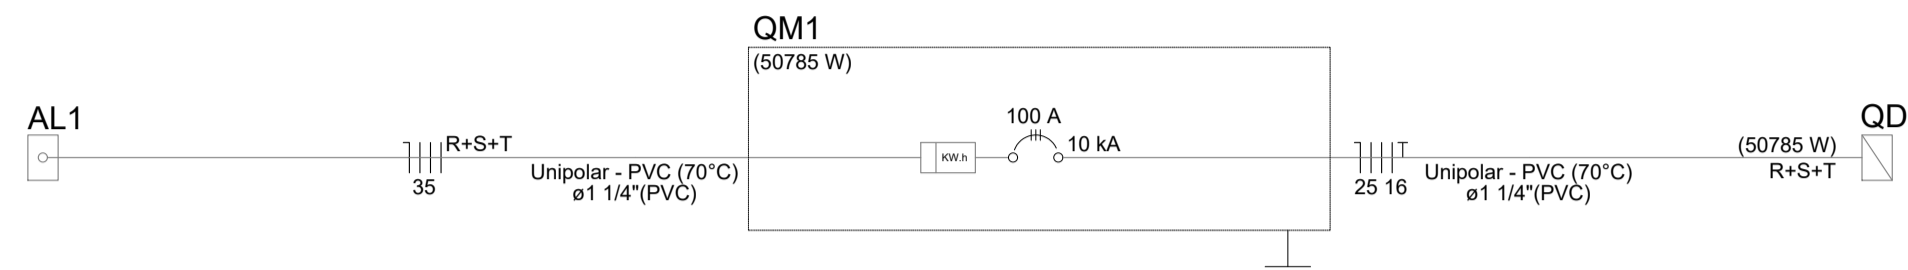 QM1
(50785 W)
AL1
100 A
QD
R+S+T
KW.h
10 kA
(50785 W)
35
Unipolar - PVC (70°C)
ø1 1/4"(PVC)
25 16
Unipolar - PVC (70°C)
ø1 1/4"(PVC)
R+S+T